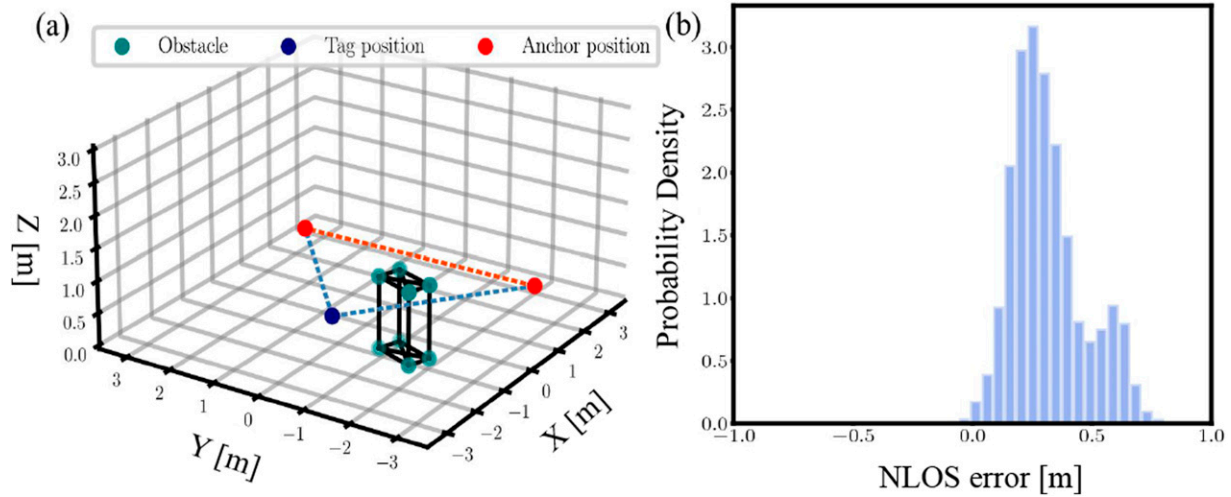 (a)
Obstacle Tag position Anchor position
3.0
2.5
2.0
1.5
1.0
0.5
0.0
Z [m]
3 2 1 0 −1 −2 −3
Y [m]
−3 −2 −1 0 1 2 3
X [m]
(b)
3.0
2.5
2.0
1.5
1.0
0.5
0.0
Probability Density
−1.0 −0.5 0.0 0.5 1.0
NLOS error [m]